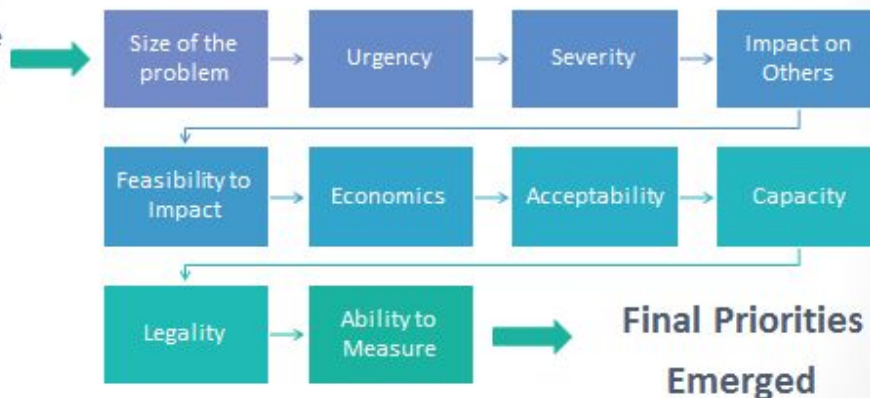 Size of the
problem
Urgency
Severity
Impact on
Others
Feasibility to
Impact
Economics
Acceptability
Capacity
Legality
Ability to
Measure
Final Priorities
Emerged